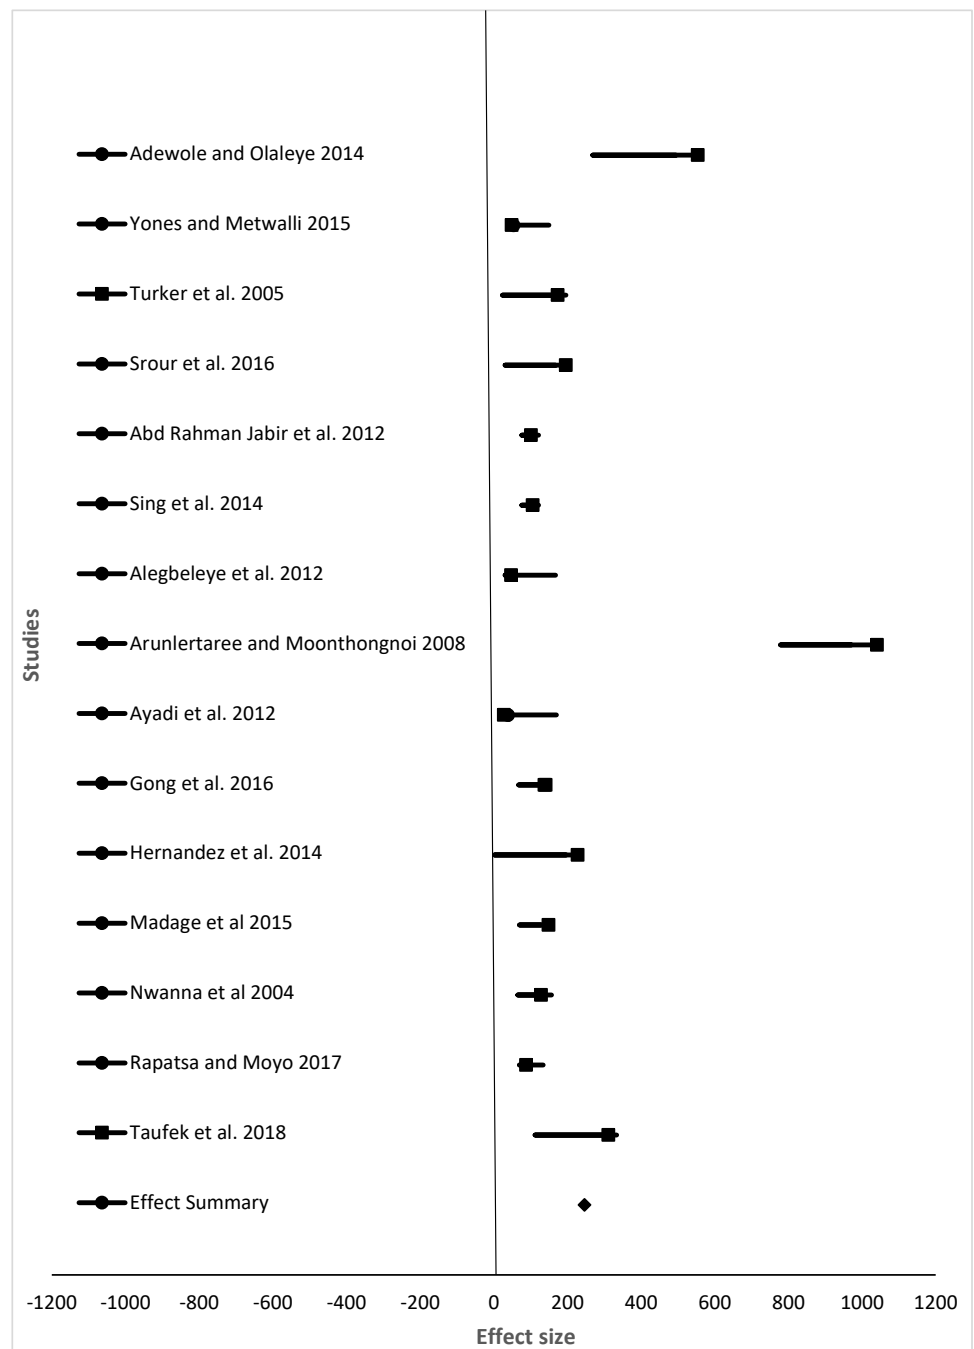 Adewole and Olaleye 2014
Yones and Metwalli 2015
Turker et al. 2005
Srour et al. 2016
Abd Rahman Jabir et al. 2012
Sing et al. 2014
Alegbeleye et al. 2012
Arunlertaree and Moonthongnoi 2008
Studies
Ayadi et al. 2012
Gong et al. 2016
Hernandez et al. 2014
Madage et al 2015
Nwanna et al 2004
Rapatsa and Moyo 2017
Taufek et al. 2018
Effect Summary
-1200 -1000 -800 -600 -400 -200 0 200 400 600 800 1000 1200
Effect size